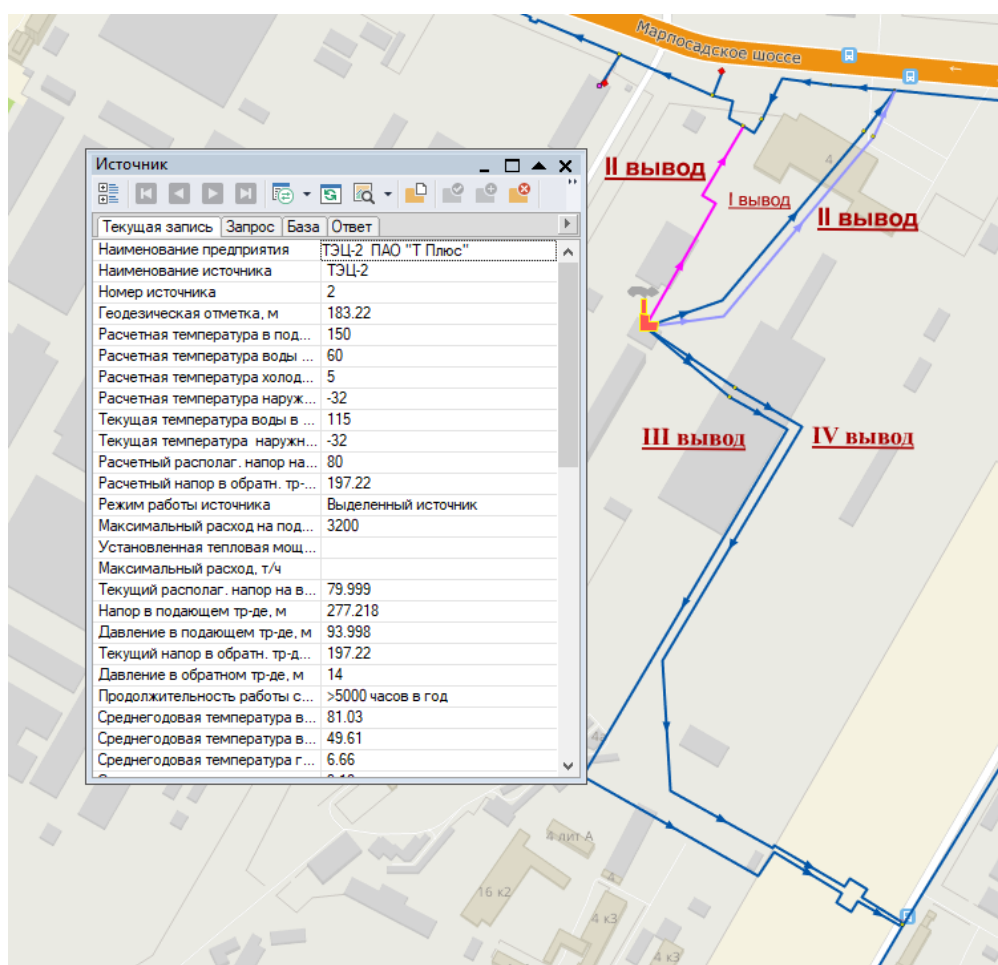 Марпосадское шоссе
Источник
Текущая запись Запрос База Ответ
Наименование предприятия ТЭЦ-2 ПАО "Т Плюс"
Наименование источника ТЭЦ-2
Номер источника 2
Геодезическая отметка, м 183.22
Расчетная температура в под... 150
Расчетная температура воды ... 60
Расчетная температура холод... 5
Расчетная температура наруж... -32
Текущая температура воды в ... 115
Текущая температура наружн... -32
Расчетный располаг. напор на... 80
Расчетный напор в обратн. тр-... 197.22
Режим работы источника Выделенный источник
Максимальный расход на под... 3200
Установленная тепловая мощ...
Максимальный расход, т/ч
Текущий располаг. напор на в... 79.999
Напор в подающем тр-де, м 277.218
Давление в подающем тр-де, м 93.998
Текущий напор в обратн. тр-д... 197.22
Давление в обратном тр-де, м 14
Продолжительность работы с... >5000 часов в год
Среднегодовая температура в... 81.03
Среднегодовая температура в... 49.61
Среднегодовая температура г... 6.66
II вывод
I вывод
II вывод
4
III вывод
IV вывод
4а
4 лит А
16 к2
4
4 к3
4 к3